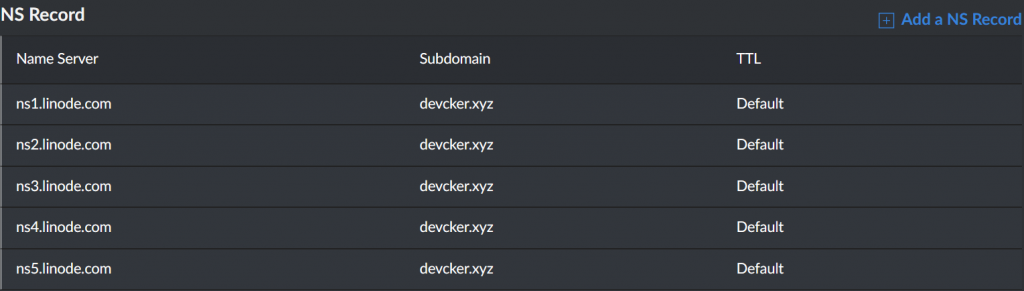 NS Record
Add a NS Record
Name Server Subdomain TTL
ns1.linode.com devcker.xyz Default
ns2.linode.com devcker.xyz Default
ns3.linode.com devcker.xyz Default
ns4.linode.com devcker.xyz Default
ns5.linode.com devcker.xyz Default